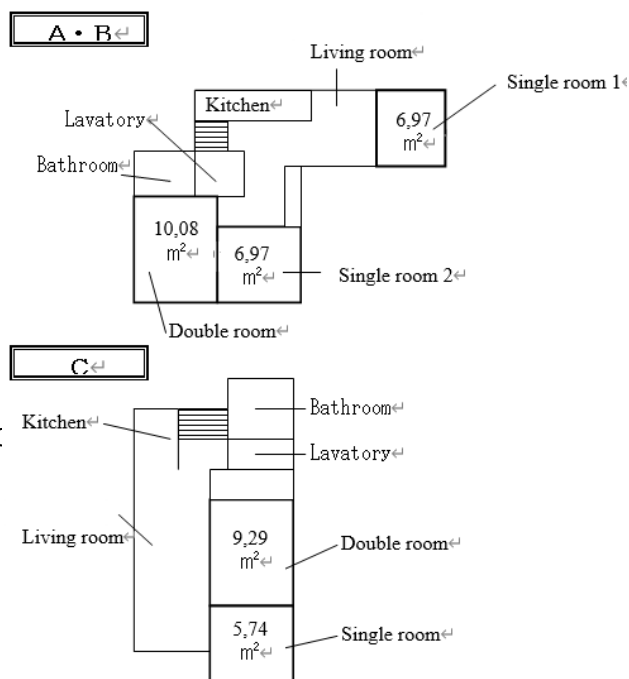 A・B↵
Living room
Single room 1↵
Kitchen↵
6,97
m²↵
Lavatory↵
Bathroom↵
10,08
m²↵
6,97
m²↵
Single room 2↵
Double room↵
C↵
Bathroom↵
Kitchen↵
Lavatory↵
Living room↵
9,29
m²↵
Double room↵
5,74
m²↵
Single room↵